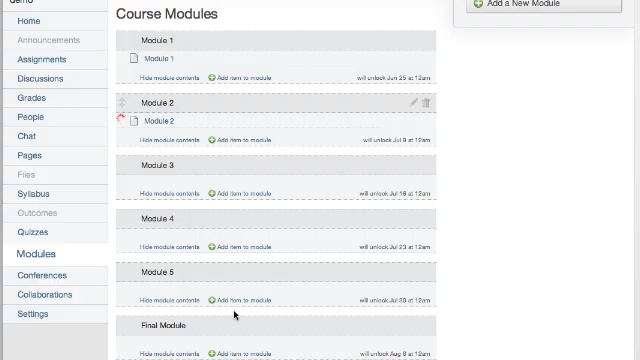 demo
Home
Announcements
Assignments
Discussions
Grades
People
Chat
Pages
Files
Syllabus
Outcomes
Quizzes
Modules
Conferences
Collaborations
Settings
Course Modules
Add a New Module
Module 1
Module 1
Hide module contents Add item to module will unlock Jun 25 at 12am
Module 2
Module 2
Hide module contents Add item to module will unlock Jul 9 at 12am
Module 3
Hide module contents Add item to module will unlock Jul 16 at 12am
Module 4
Hide module contents Add item to module will unlock Jul 23 at 12am
Module 5
Hide module contents Add item to module will unlock Jul 30 at 12am
Final Module
Hide module contents Add item to module will unlock Aug 9 at 12am